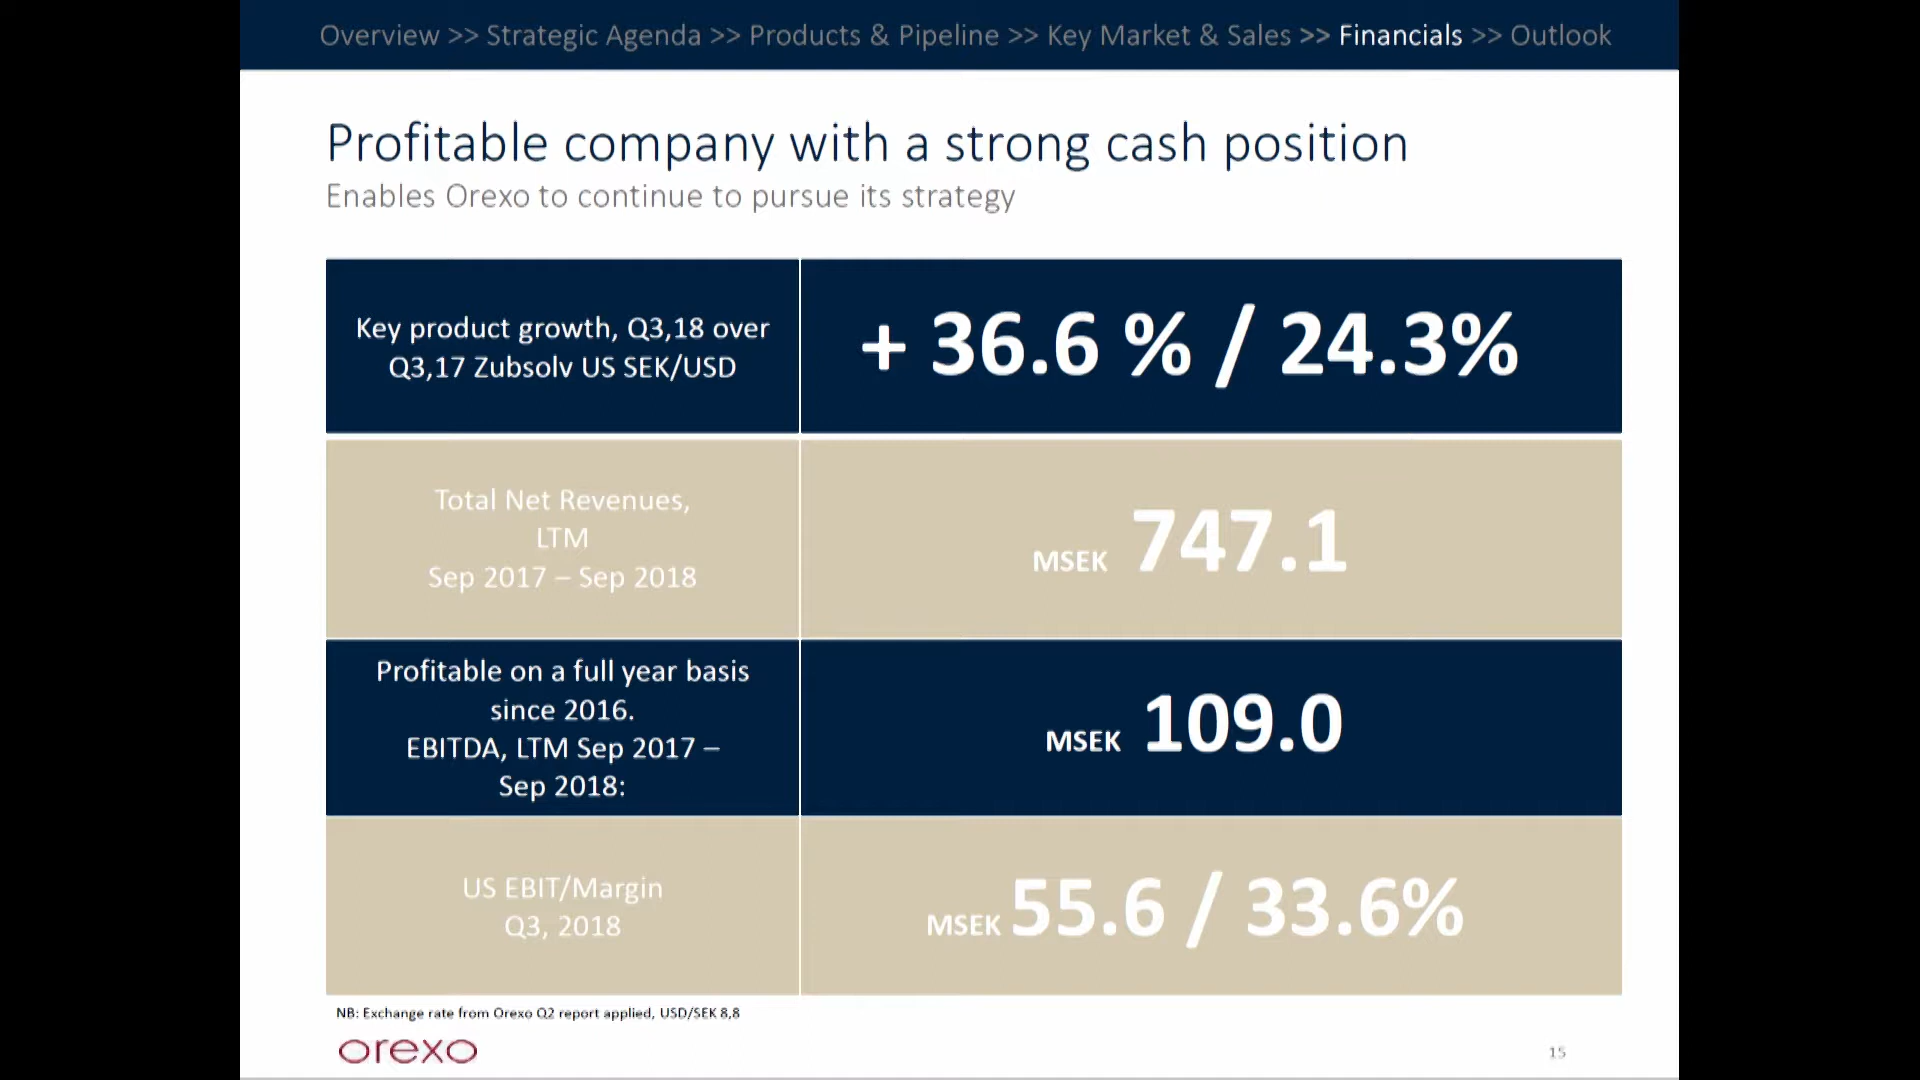 Overview >> Strategic Agenda >> Products & Pipeline >> Key Market & Sales >> Financials >> Outlook
Profitable company with a strong cash position
Enables Orexo to continue to pursue its strategy
Key product growth, Q3,18 over
Q3,17 Zubsolv US SEK/USD
+ 36.6 % / 24.3%
Total Net Revenues,
LTM
Sep 2017 – Sep 2018
MSEK 747.1
Profitable on a full year basis
since 2016.
EBITDA, LTM Sep 2017 –
Sep 2018:
MSEK 109.0
US EBIT/Margin
Q3, 2018
MSEK 55.6 / 33.6%
NB: Exchange rate from Orexo Q2 report applied, USD/SEK 8,8
orexo
15